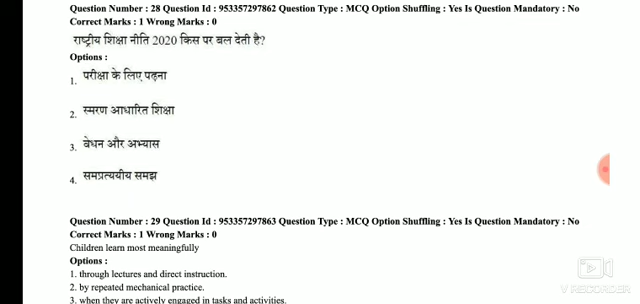 Question Number : 28 Question Id : 953357297862 Question Type : MCQ Option Shuffling : Yes Is Question Mandatory : No
Correct Marks : 1 Wrong Marks : 0
राष्ट्रीय शिक्षा नीति 2020 किस पर बल देती है?
Options :
1. परीक्षा के लिए पढ़ना
2. स्मरण आधारित शिक्षा
3. बेधन और अभ्यास
4. समप्रत्ययीय समझ
Question Number : 29 Question Id : 953357297863 Question Type : MCQ Option Shuffling : Yes Is Question Mandatory : No
Correct Marks : 1 Wrong Marks : 0
Children learn most meaningfully
Options :
1. through lectures and direct instruction.
2. by repeated mechanical practice.
3. when they are actively engaged in tasks and activities.
V RECORDER